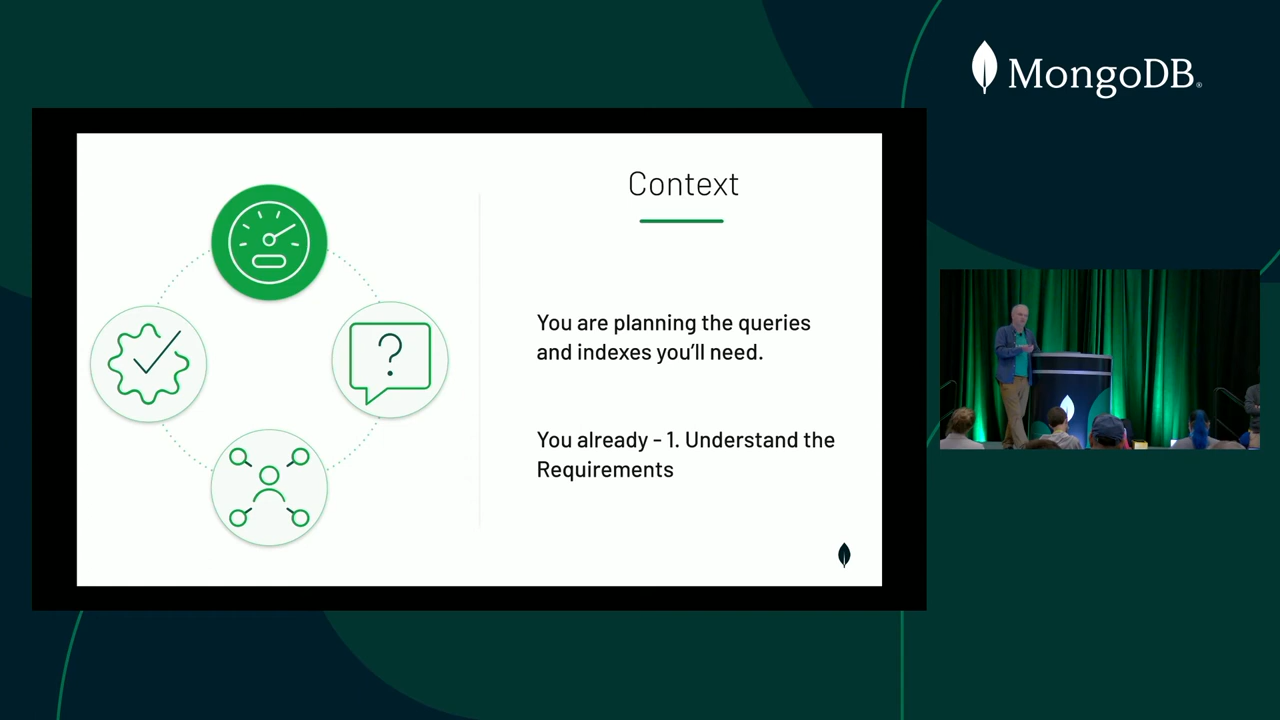 MongoDB®
Context
You are planning the queries
and indexes you'll need.
You already - 1. Understand the
Requirements